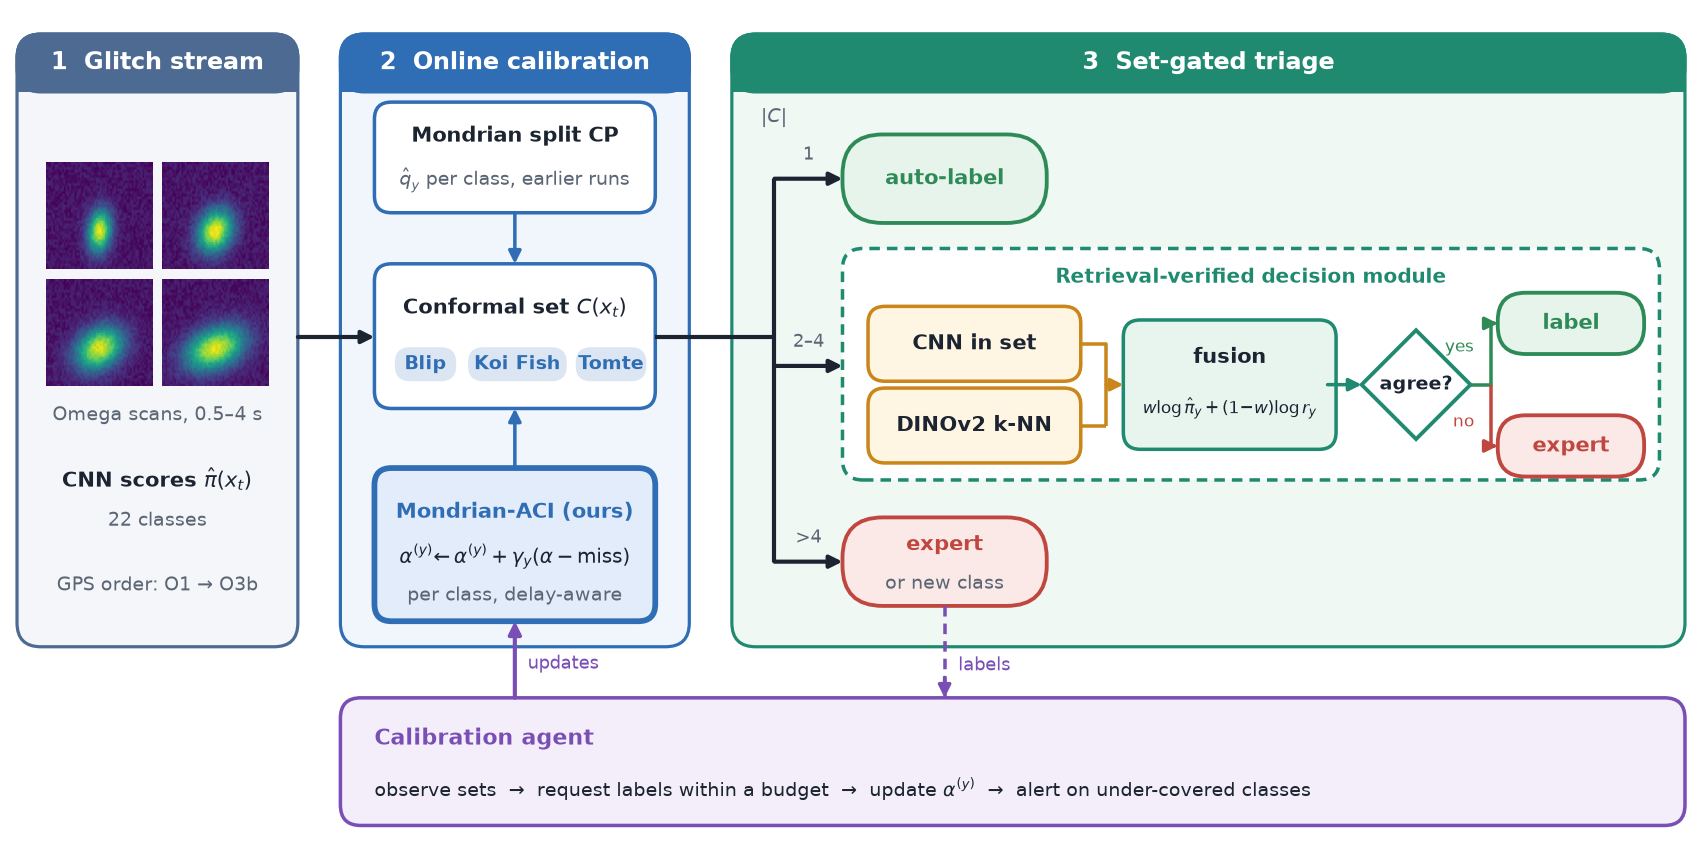 1 Glitch stream
Omega scans, 0.5–4 s
CNN scores π̂(xₜ)
22 classes
GPS order: O1 → O3b
2 Online calibration
Mondrian split CP
q̂ᵧ per class, earlier runs
Conformal set C(xₜ)
Blip Koi Fish Tomte
Mondrian-ACI (ours)
α⁽ʸ⁾ ← α⁽ʸ⁾ + γᵧ(α − miss)
per class, delay-aware
updates
3 Set-gated triage
|C|
1
auto-label
2–4
Retrieval-verified decision module
CNN in set
DINOv2 k-NN
fusion
w log π̂ᵧ + (1−w) log rᵧ
agree?
yes
label
no
expert
>4
expert
or new class
labels
Calibration agent
observe sets → request labels within a budget → update α⁽ʸ⁾ → alert on under-covered classes